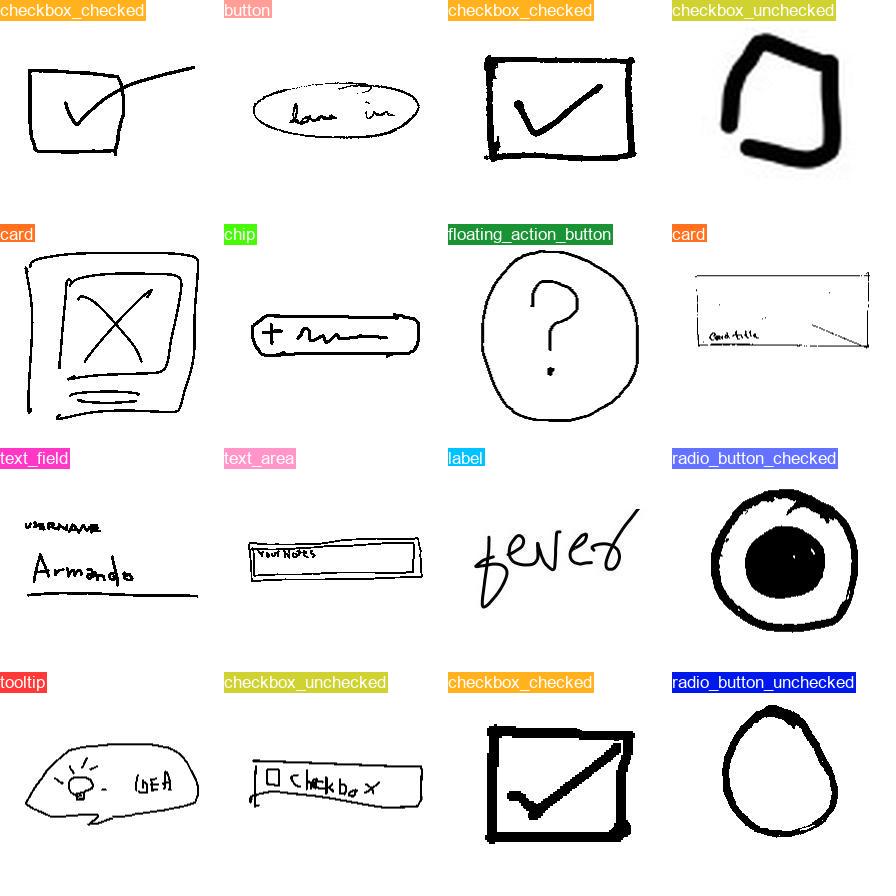 checkbox_checked
button
checkbox_checked
checkbox_unchecked
card
chip
floating_action_button
card
?
+
Card title
text_field
text_area
label
radio_button_checked
USERNAME
Armando
Your Notes
fever
tooltip
checkbox_unchecked
checkbox_checked
radio_button_unchecked
IDEA
Checkbox